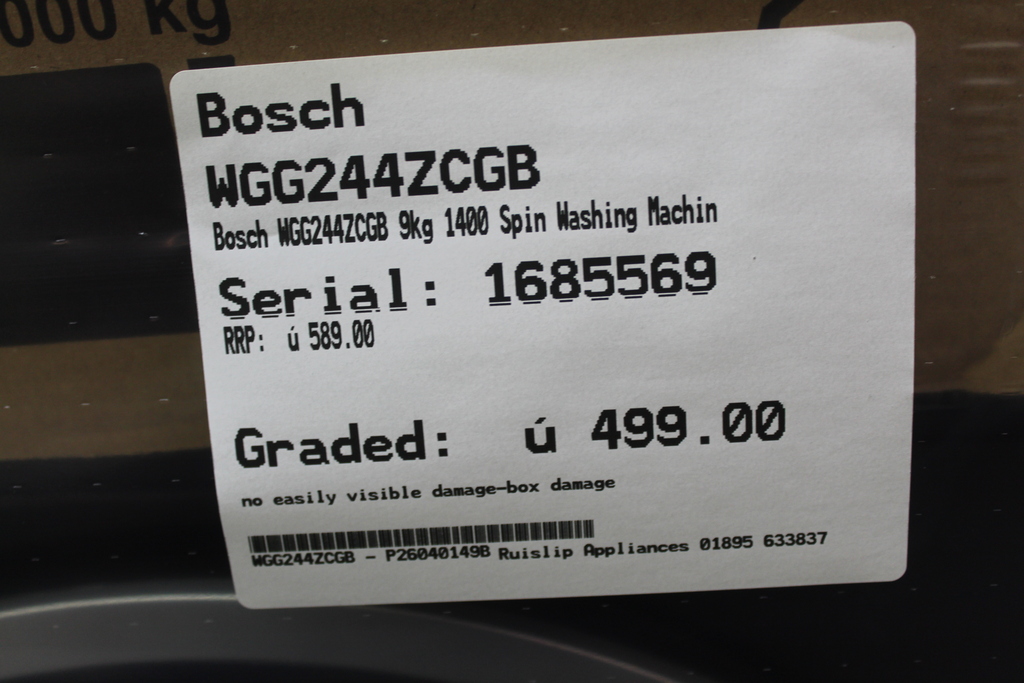 000 kg
Bosch
WGG244ZCGB
Bosch WGG244ZCGB 9kg 1400 Spin Washing Machin
Serial: 1685569
RRP: ú 589.00
Graded: ú 499.00
no easily visible damage-box damage
WGG244ZCGB - P26040149B Ruislip Appliances 01895 633837